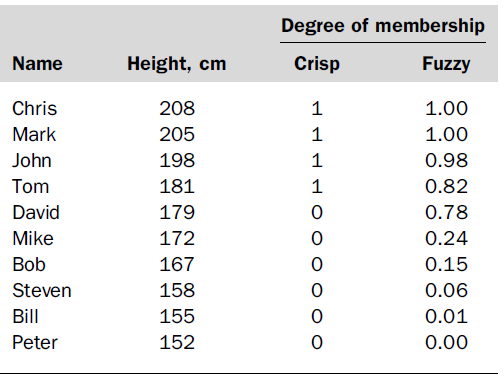 Degree of membership
Name Height, cm Crisp Fuzzy
Chris 208 1 1.00
Mark 205 1 1.00
John 198 1 0.98
Tom 181 1 0.82
David 179 0 0.78
Mike 172 0 0.24
Bob 167 0 0.15
Steven 158 0 0.06
Bill 155 0 0.01
Peter 152 0 0.00